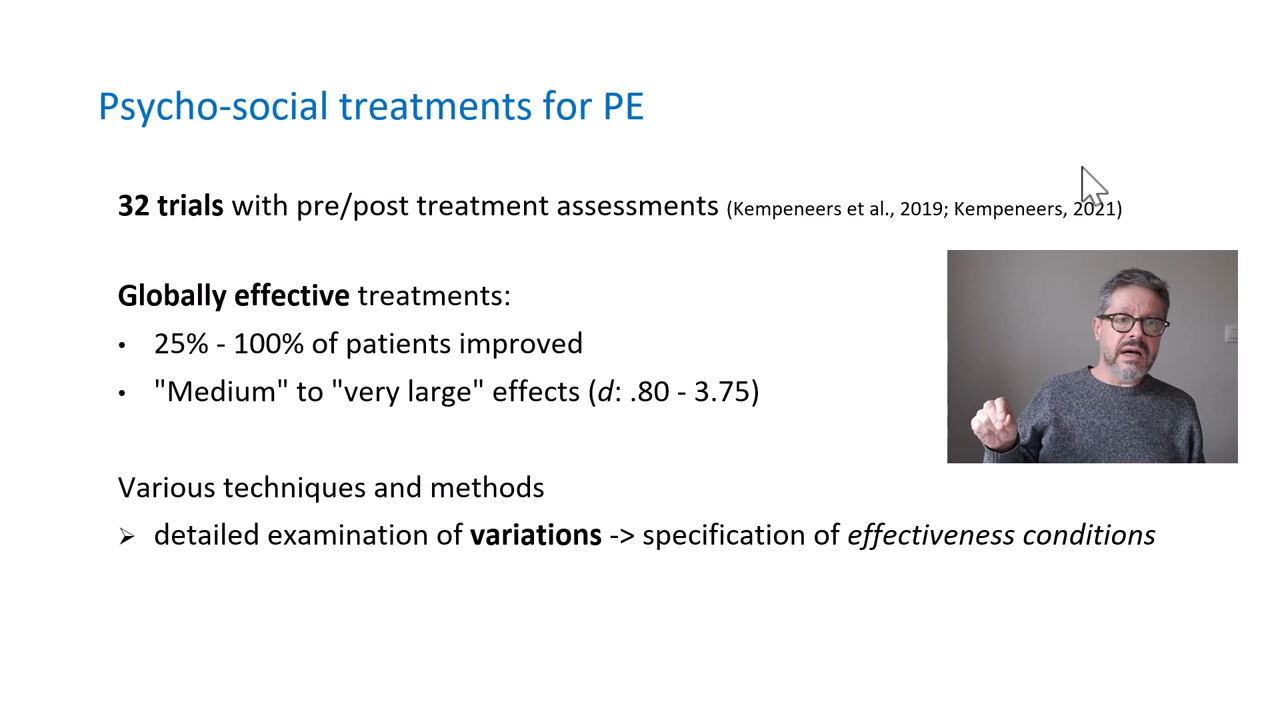 Psycho-social treatments for PE
32 trials with pre/post treatment assessments (Kempeneers et al., 2019; Kempeneers, 2021)
Globally effective treatments:
• 25% - 100% of patients improved
• "Medium" to "very large" effects (d: .80 - 3.75)
Various techniques and methods
➢ detailed examination of variations -> specification of effectiveness conditions